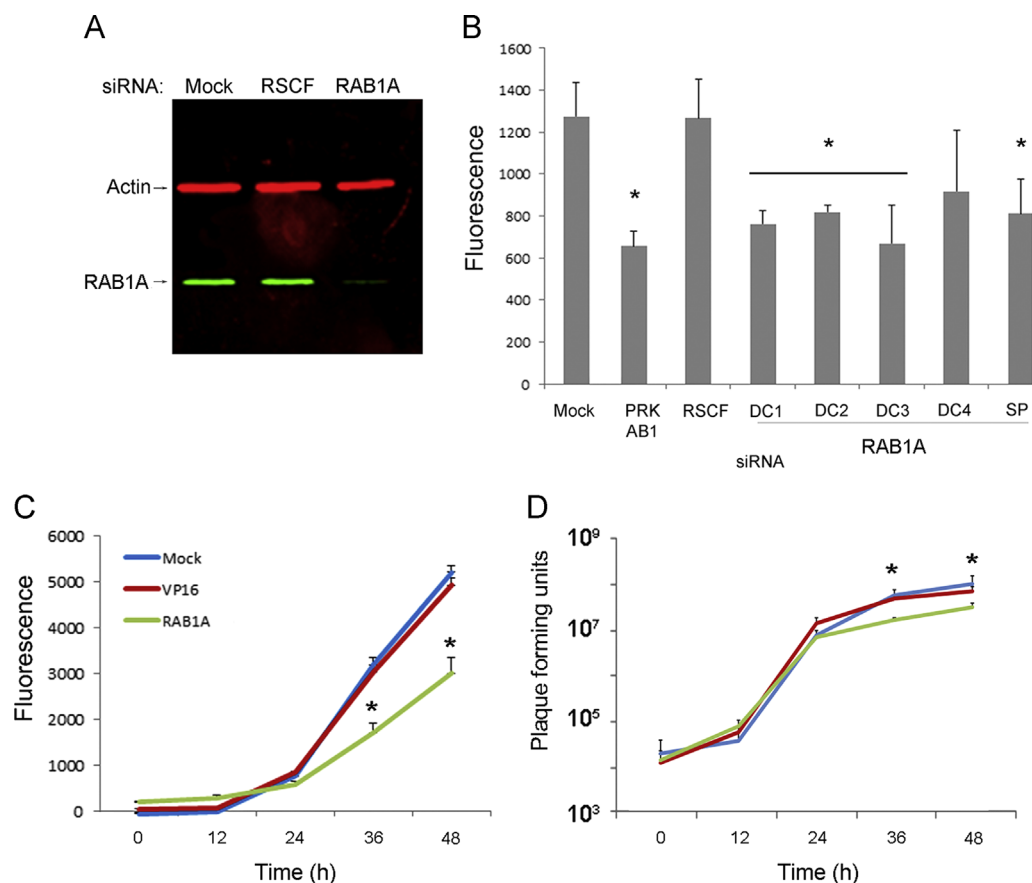 A
siRNA: Mock RSCF RAB1A
Actin
RAB1A
B
1600
1400
1200
1000
800
600
400
200
0
Fluorescence
*
*
*
Mock PRK AB1 RSCF DC1 DC2 DC3 DC4 SP
siRNA
RAB1A
C
6000
5000
4000
3000
2000
1000
0
Fluorescence
Mock
VP16
RAB1A
*
*
0 12 24 36 48
Time (h)
D
10⁹
10⁷
10⁵
10³
Plaque forming units
*
*
0 12 24 36 48
Time (h)